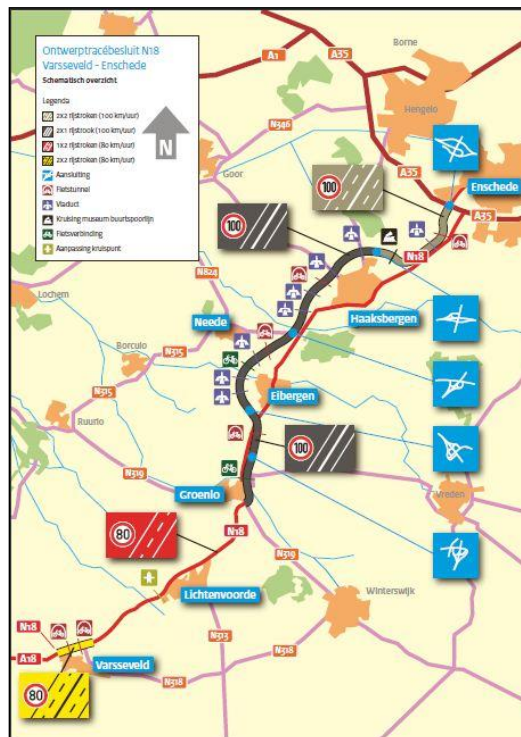 Ontwerptracébesluit N18
Varsseveld - Enschede
Schematisch overzicht
Legenda
2x2 rijstroken (100 km/uur)
2x1 rijstrook (100 km/uur)
1x2 rijstroken (80 km/uur)
2x2 rijstroken (80 km/uur)
Aansluiting
Fietstunnel
Viaduct
Kruising museum buurtspoorlijn
Fietsverbinding
Aanpassing kruispunt
N
A1
A35
Borne
Hengelo
N346
Goor
A35
Enschede
100
A35
100
N18
N824
Lochem
Haaksbergen
Neede
Borculo
N315
Eibergen
N315
Ruurlo
100
N319
Groenlo
Vreden
80
N18
N319
Lichtenvoorde
Winterswijk
N18
N313
N318
A18
Varsseveld
N318
80